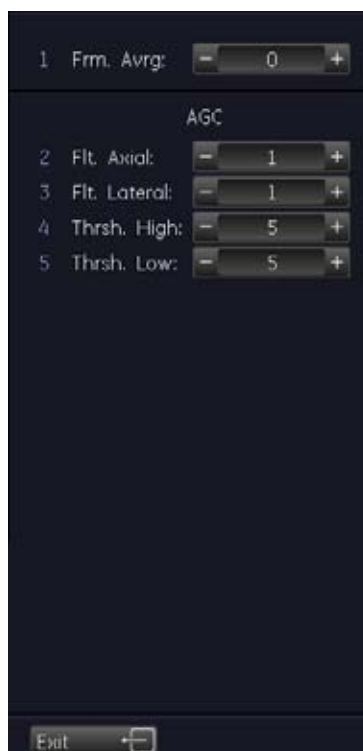 1 Frm. Avrg: - 0 +
AGC
2 Flt. Axial: - 1 +
3 Flt. Lateral: - 1 +
4 Thrsh. High: - 5 +
5 Thrsh. Low: - 5 +
Exit